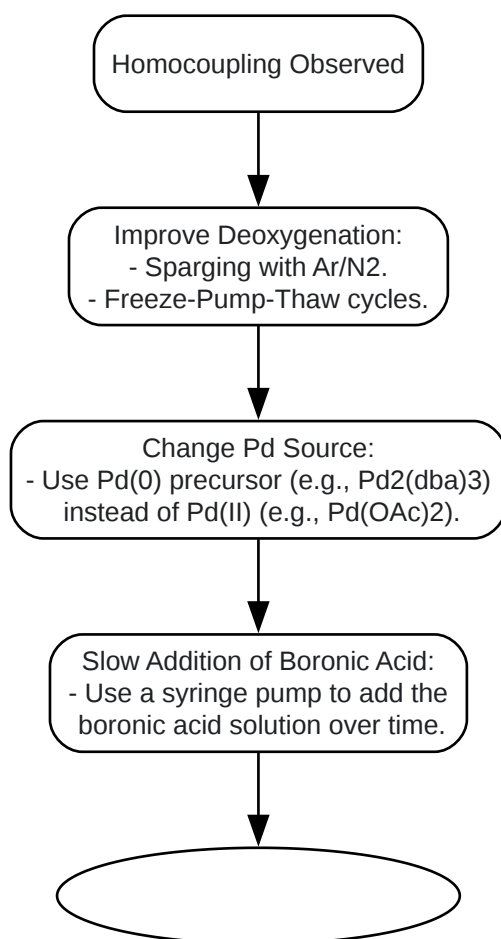 Homocoupling Observed
Improve Deoxygenation:
- Sparging with Ar/N2.
- Freeze-Pump-Thaw cycles.
Change Pd Source:
- Use Pd(0) precursor (e.g., Pd2(dba)3)
instead of Pd(II) (e.g., Pd(OAc)2).
Slow Addition of Boronic Acid:
- Use a syringe pump to add the
boronic acid solution over time.